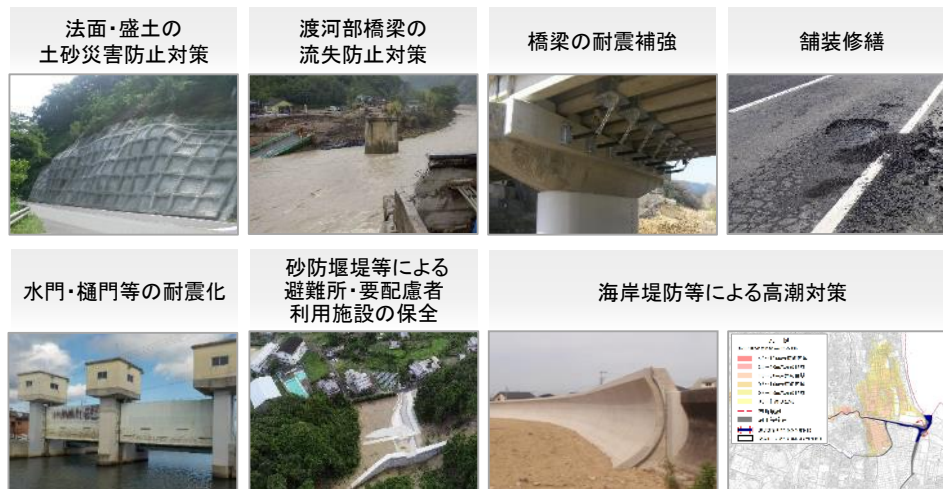 法面・盛土の
土砂災害防止対策
渡河部橋梁の
流失防止対策
橋梁の耐震補強
舗装修繕
水門・樋門等の耐震化
砂防堰堤等による
避難所・要配慮者
利用施設の保全
海岸堤防等による高潮対策